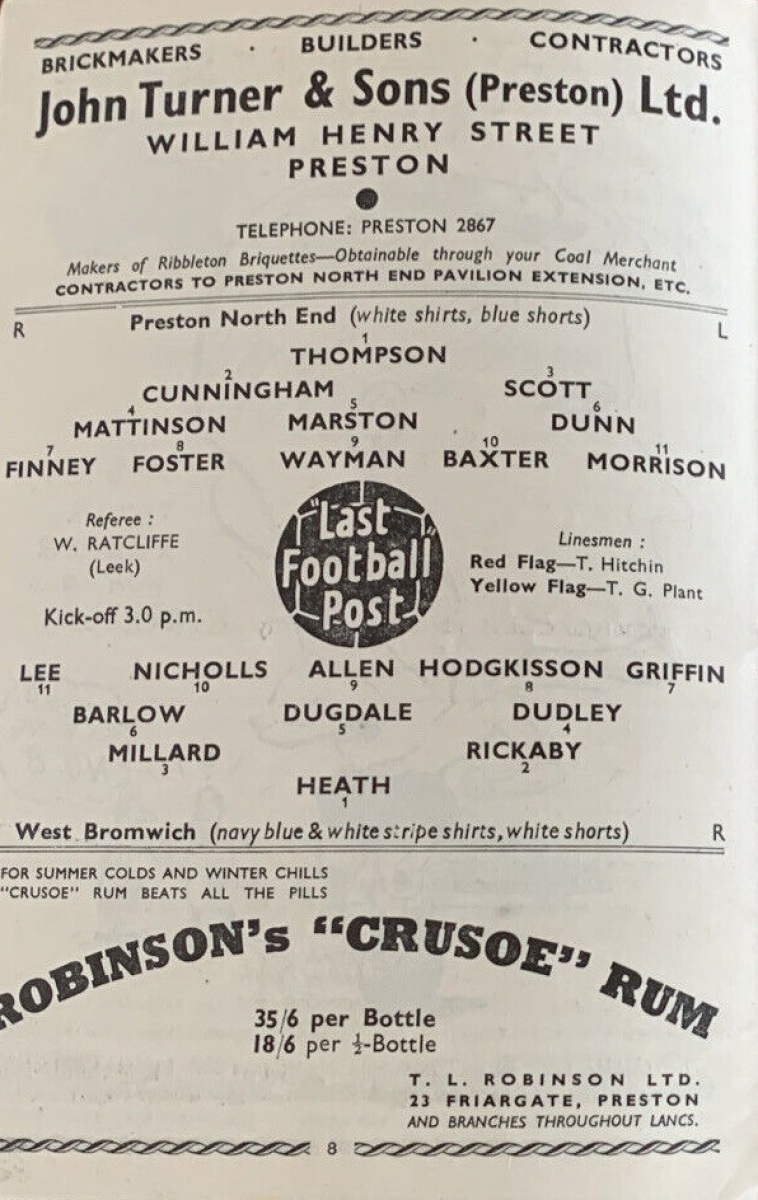 BRICKMAKERS · BUILDERS · CONTRACTORS
John Turner & Sons (Preston) Ltd.
WILLIAM HENRY STREET
PRESTON
TELEPHONE: PRESTON 2867
Makers of Ribbleton Briquettes—Obtainable through your Coal Merchant
CONTRACTORS TO PRESTON NORTH END PAVILION EXTENSION, ETC.
R Preston North End (white shirts, blue shorts) L
1
THOMPSON
2 3
CUNNINGHAM SCOTT
4 5 6
MATTINSON MARSTON DUNN
7 8 9 10 11
FINNEY FOSTER WAYMAN BAXTER MORRISON
Referee :
W. RATCLIFFE
(Leek)
Kick-off 3.0 p.m.
"Last
Football
Post"
Linesmen :
Red Flag—T. Hitchin
Yellow Flag—T. G. Plant
LEE NICHOLLS ALLEN HODGKISSON GRIFFIN
11 10 9 8 7
BARLOW DUGDALE DUDLEY
6 5 4
MILLARD RICKABY
3 2
HEATH
1
West Bromwich (navy blue & white stripe shirts, white shorts) R
FOR SUMMER COLDS AND WINTER CHILLS
"CRUSOE" RUM BEATS ALL THE PILLS
ROBINSON's "CRUSOE" RUM
35/6 per Bottle
18/6 per ½-Bottle
T. L. ROBINSON LTD.
23 FRIARGATE, PRESTON
AND BRANCHES THROUGHOUT LANCS.
8